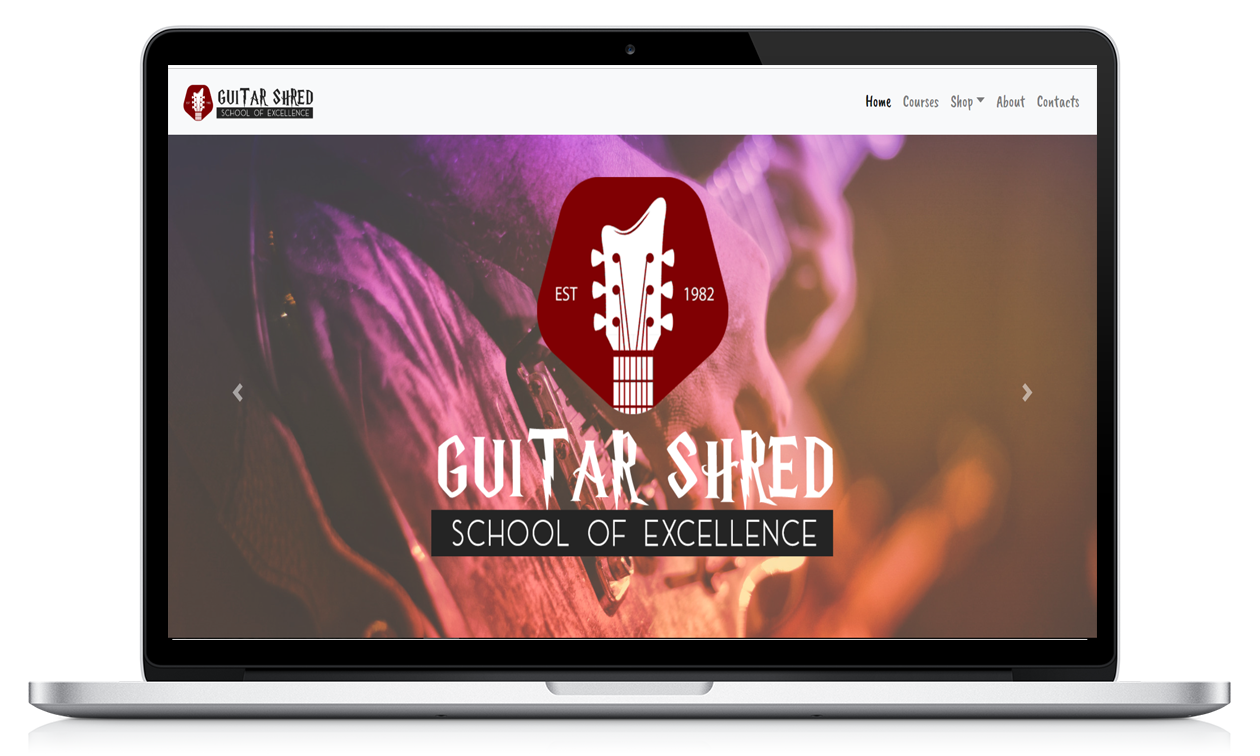 GUITAR SHRED
SCHOOL OF EXCELLENCE
Home Courses Shop About Contacts
EST 1982
GUITAR SHRED
SCHOOL OF EXCELLENCE